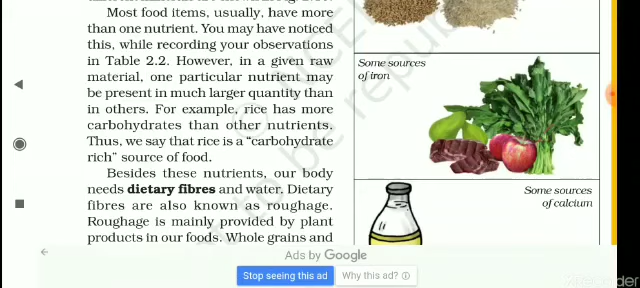 Most food items, usually, have more
than one nutrient. You may have noticed
this, while recording your observations
in Table 2.2. However, in a given raw
material, one particular nutrient may
be present in much larger quantity than
in others. For example, rice has more
carbohydrates than other nutrients.
Thus, we say that rice is a “carbohydrate
rich” source of food.
Besides these nutrients, our body
needs dietary fibres and water. Dietary
fibres are also known as roughage.
Roughage is mainly provided by plant
products in our foods. Whole grains and
Some sources
of iron
Some sources
of calcium
Ads by Google
Stop seeing this ad
Why this ad?